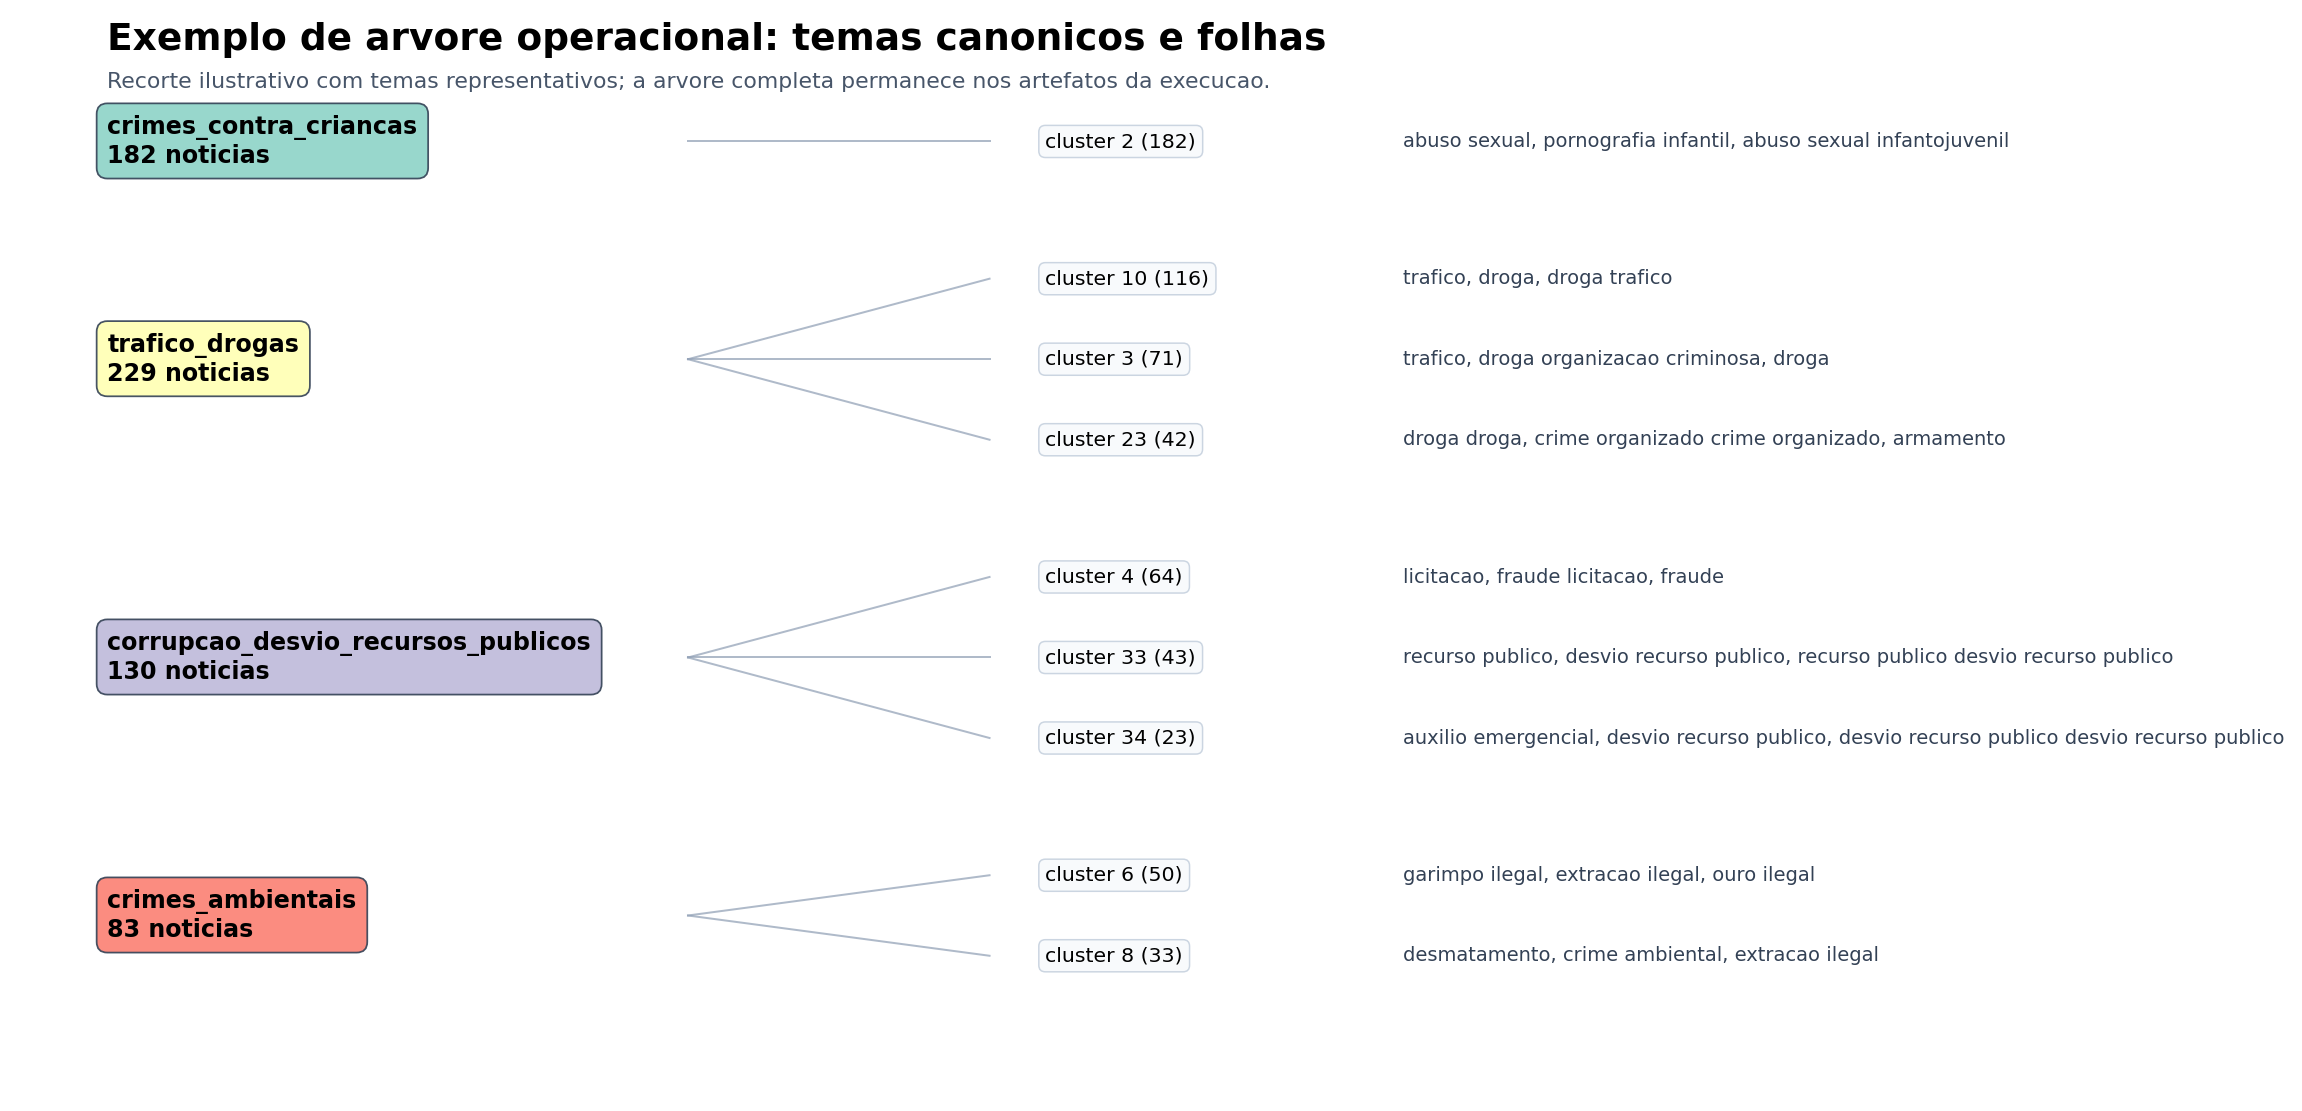 Exemplo de arvore operacional: temas canonicos e folhas
Recorte ilustrativo com temas representativos; a arvore completa permanece nos artefatos da execucao.
crimes_contra_criancas
182 noticias
cluster 2 (182)
abuso sexual, pornografia infantil, abuso sexual infantojuvenil
trafico_drogas
229 noticias
cluster 10 (116)
trafico, droga, droga trafico
cluster 3 (71)
trafico, droga organizacao criminosa, droga
cluster 23 (42)
droga droga, crime organizado crime organizado, armamento
corrupcao_desvio_recursos_publicos
130 noticias
cluster 4 (64)
licitacao, fraude licitacao, fraude
cluster 33 (43)
recurso publico, desvio recurso publico, recurso publico desvio recurso publico
cluster 34 (23)
auxilio emergencial, desvio recurso publico, desvio recurso publico desvio recurso publico
crimes_ambientais
83 noticias
cluster 6 (50)
garimpo ilegal, extracao ilegal, ouro ilegal
cluster 8 (33)
desmatamento, crime ambiental, extracao ilegal